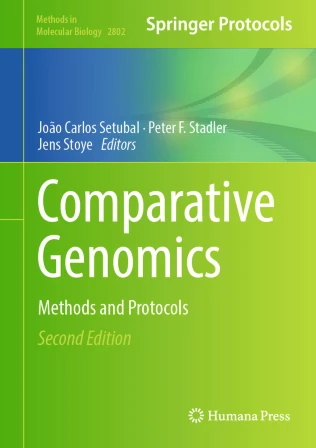 Methods in
Molecular Biology 2802
Springer Protocols
João Carlos Setubal · Peter F. Stadler
Jens Stoye Editors
Comparative
Genomics
Methods and Protocols
Second Edition
Humana Press